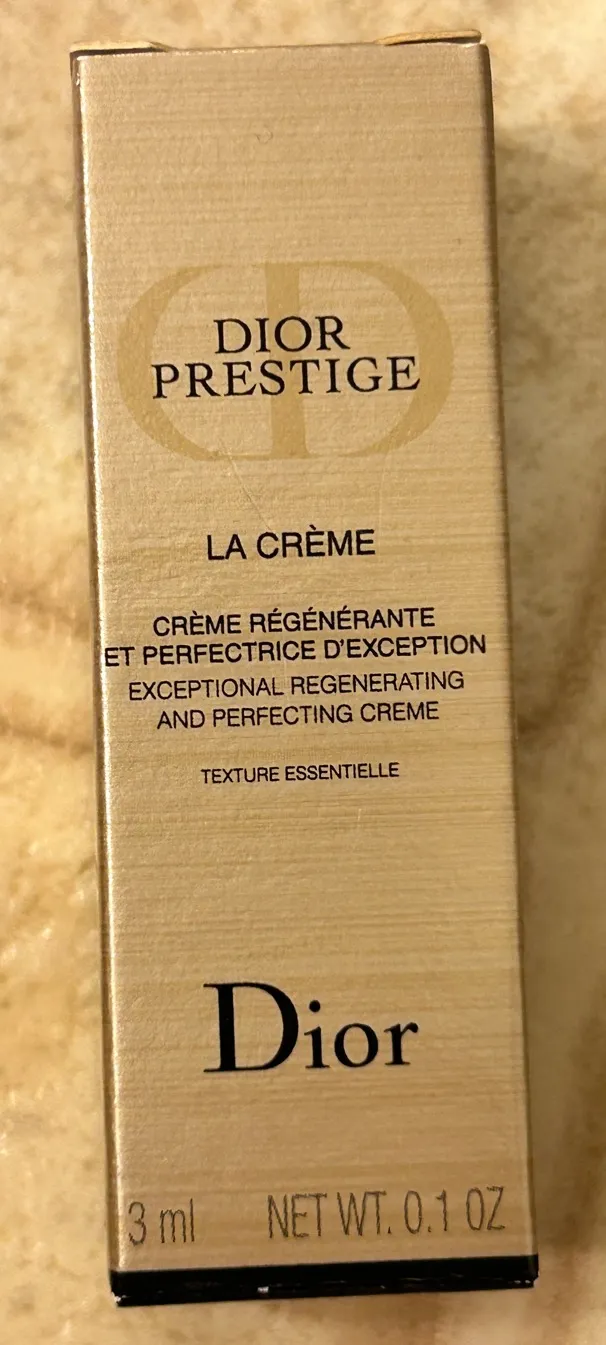 DIOR
PRESTIGE
LA CRÈME
CRÈME RÉGÉNÉRANTE
ET PERFECTRICE D'EXCEPTION
EXCEPTIONAL REGENERATING
AND PERFECTING CREME
TEXTURE ESSENTIELLE
Dior
3 ml NET WT. 0.1 OZ